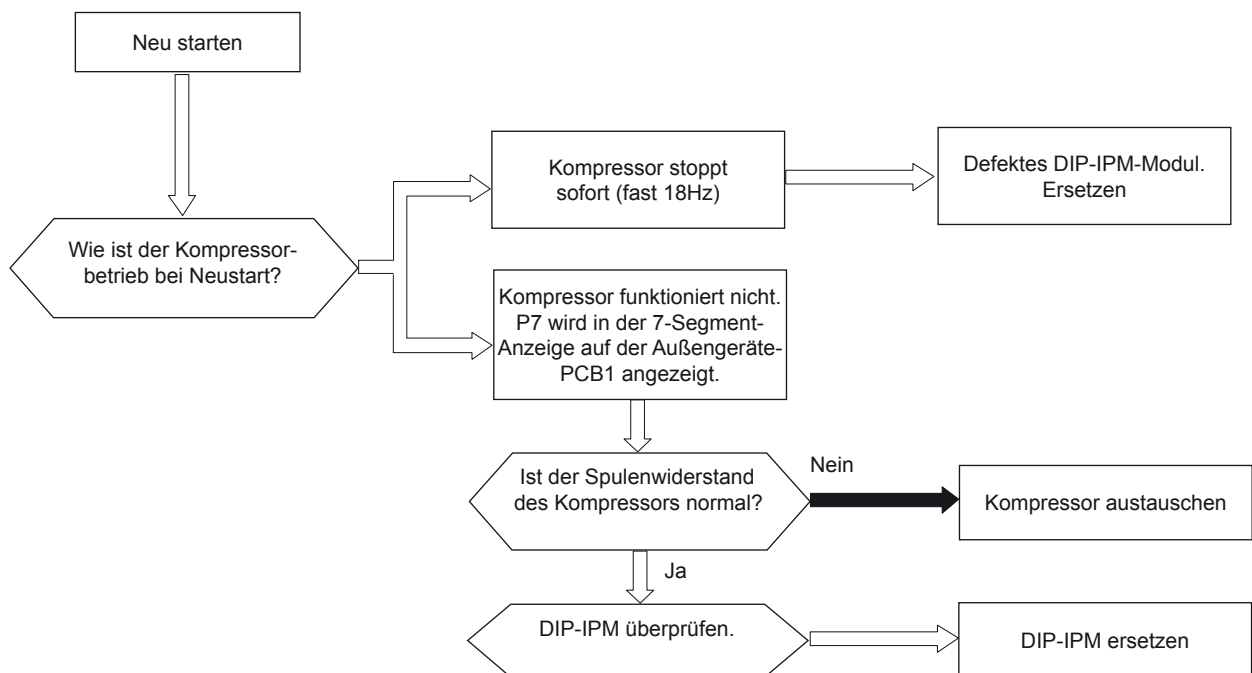 Neu starten
Wie ist der Kompressor-
betrieb bei Neustart?
Kompressor stoppt
sofort (fast 18Hz)
Defektes DIP-IPM-Modul.
Ersetzen
Kompressor funktioniert nicht.
P7 wird in der 7-Segment-
Anzeige auf der Außengeräte-
PCB1 angezeigt.
Ist der Spulenwiderstand
des Kompressors normal?
Nein
Kompressor austauschen
Ja
DIP-IPM überprüfen.
DIP-IPM ersetzen